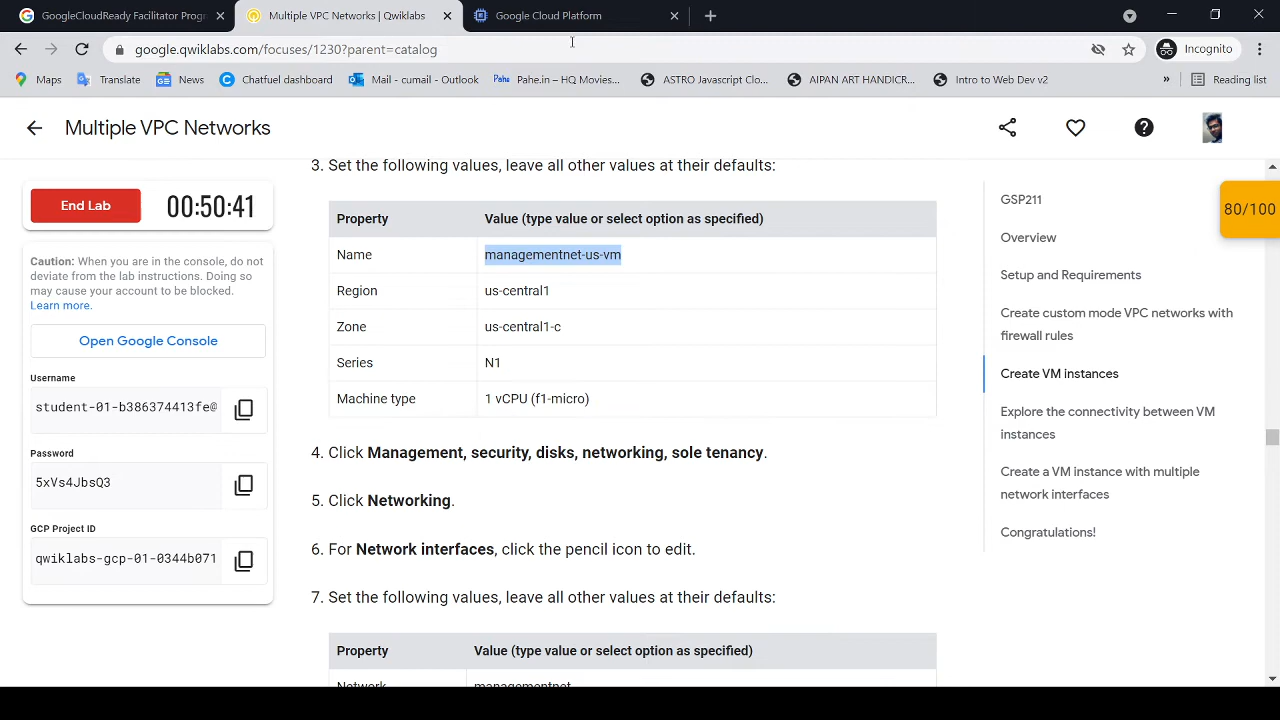 GoogleCloudReady Facilitator Progr
Multiple VPC Networks | Qwiklabs
Google Cloud Platform
google.qwiklabs.com/focuses/1230?parent=catalog
Incognito
Maps
Translate
News
Chatfuel dashboard
Mail - cumail - Outlook
Pahe.in – HQ Movies...
ASTRO Javascript Clo...
AIPAN ART:HANDICR...
Intro to Web Dev v2
»
Reading list
Multiple VPC Networks
End Lab
00:50:41
Caution: When you are in the console, do not
deviate from the lab instructions. Doing so
may cause your account to be blocked.
Learn more.
Open Google Console
Username
student-01-b386374413fe@
Password
5xVs4JbsQ3
GCP Project ID
qwiklabs-gcp-01-0344b071
3. Set the following values, leave all other values at their defaults:
Property Value (type value or select option as specified)
Name managementnet-us-vm
Region us-central1
Zone us-central1-c
Series N1
Machine type 1 vCPU (f1-micro)
4. Click Management, security, disks, networking, sole tenancy.
5. Click Networking.
6. For Network interfaces, click the pencil icon to edit.
7. Set the following values, leave all other values at their defaults:
Property Value (type value or select option as specified)
Network managementnet
GSP211
Overview
Setup and Requirements
Create custom mode VPC networks with
firewall rules
Create VM instances
Explore the connectivity between VM
instances
Create a VM instance with multiple
network interfaces
Congratulations!
80/100